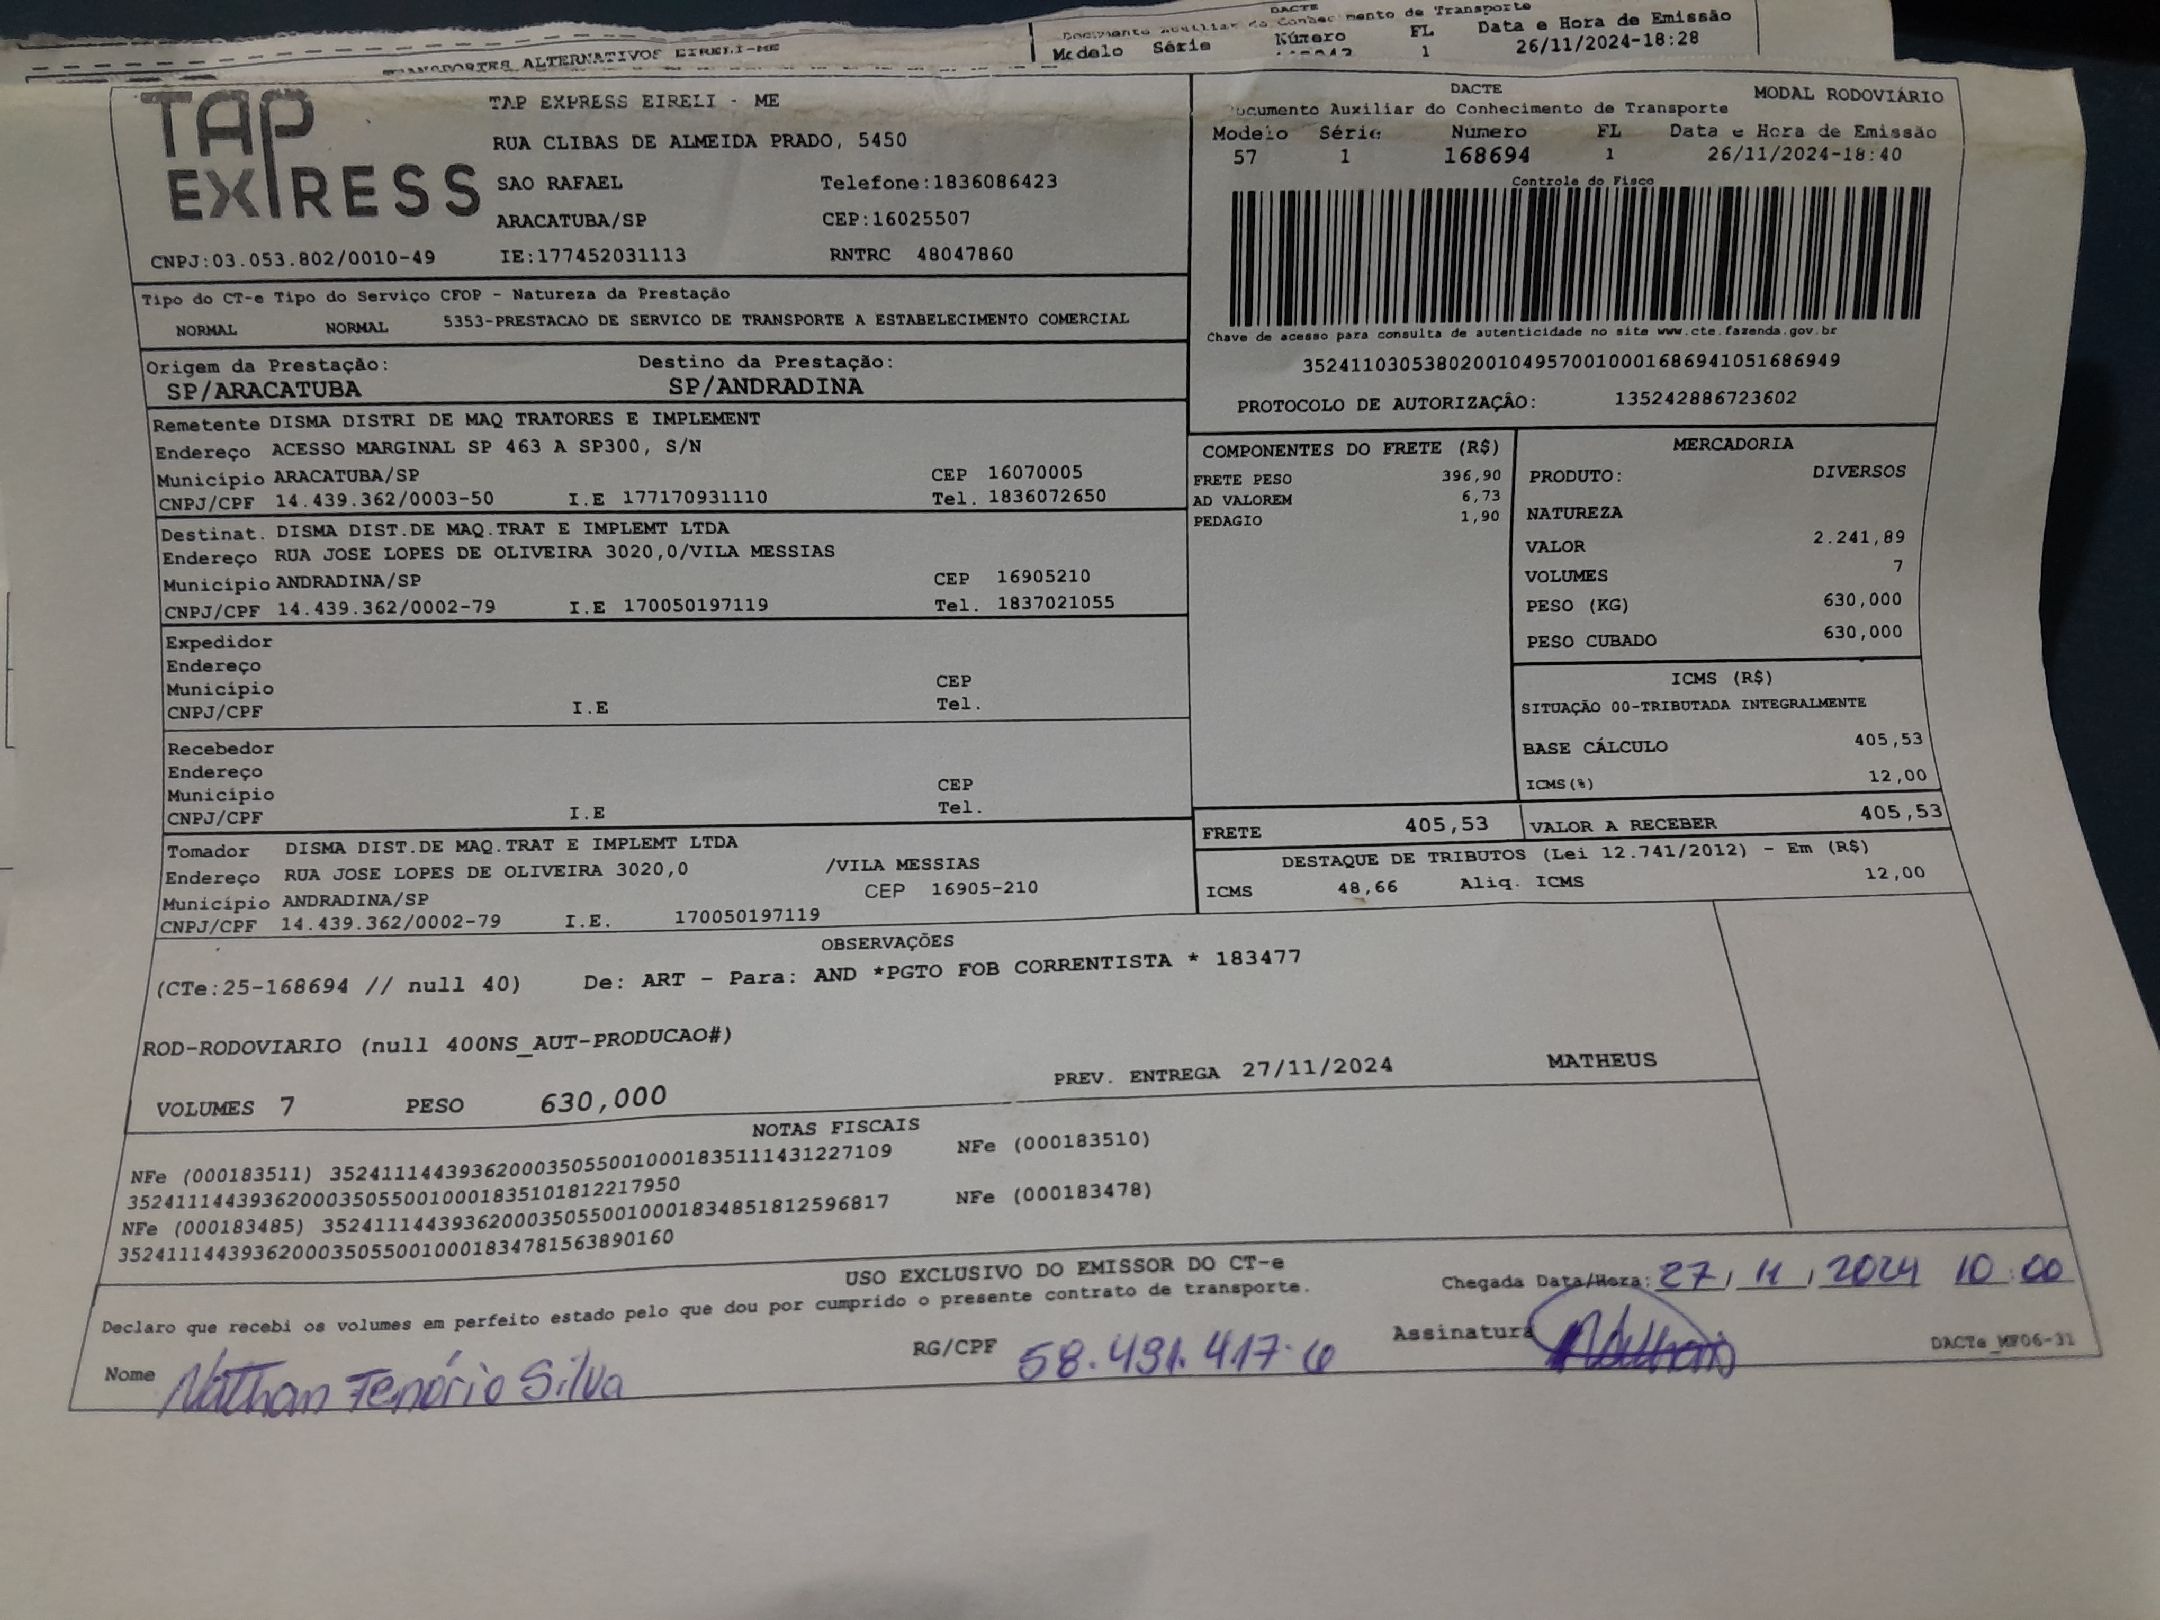 DACTE
Documento Auxiliar do Conhecimento de Transporte
Modelo Série Número FL Data e Hora de Emissão
1 26/11/2024-18:28
TRANSPORTES ALTERNATIVOS EIRELI-ME
TAP EXPRESS
TAP EXPRESS EIRELI - ME
RUA CLIBAS DE ALMEIDA PRADO, 5450
SAO RAFAEL Telefone:1836086423
ARACATUBA/SP CEP:16025507
CNPJ:03.053.802/0010-49 IE:177452031113 RNTRC 48047860
DACTE MODAL RODOVIÁRIO
Documento Auxiliar do Conhecimento de Transporte
Modelo Série Número FL Data e Hora de Emissão
57 1 168694 1 26/11/2024-18:40
Controle do Fisco
Chave de acesso para consulta de autenticidade no site www.cte.fazenda.gov.br
35241103053802001049570010001686941051686949
PROTOCOLO DE AUTORIZAÇÃO: 135242886723602
Tipo do CT-e Tipo do Serviço CFOP - Natureza da Prestação
NORMAL NORMAL 5353-PRESTACAO DE SERVICO DE TRANSPORTE A ESTABELECIMENTO COMERCIAL
Origem da Prestação: Destino da Prestação:
SP/ARACATUBA SP/ANDRADINA
Remetente DISMA DISTRI DE MAQ TRATORES E IMPLEMENT
Endereço ACESSO MARGINAL SP 463 A SP300, S/N
Município ARACATUBA/SP CEP 16070005
CNPJ/CPF 14.439.362/0003-50 I.E 177170931110 Tel. 1836072650
Destinat. DISMA DIST.DE MAQ.TRAT E IMPLEMT LTDA
Endereço RUA JOSE LOPES DE OLIVEIRA 3020,0/VILA MESSIAS
Município ANDRADINA/SP CEP 16905210
CNPJ/CPF 14.439.362/0002-79 I.E 170050197119 Tel. 1837021055
Expedidor
Endereço
Município CEP
CNPJ/CPF I.E Tel.
Recebedor
Endereço
Município CEP
CNPJ/CPF I.E Tel.
Tomador DISMA DIST.DE MAQ.TRAT E IMPLEMT LTDA
Endereço RUA JOSE LOPES DE OLIVEIRA 3020,0 /VILA MESSIAS
Município ANDRADINA/SP CEP 16905-210
CNPJ/CPF 14.439.362/0002-79 I.E. 170050197119
COMPONENTES DO FRETE (R$)
FRETE PESO 396,90
AD VALOREM 6,73
PEDAGIO 1,90
MERCADORIA
PRODUTO: DIVERSOS
NATUREZA
VALOR 2.241,89
VOLUMES 7
PESO (KG) 630,000
PESO CUBADO 630,000
ICMS (R$)
SITUAÇÃO 00-TRIBUTADA INTEGRALMENTE
BASE CÁLCULO 405,53
ICMS(%) 12,00
FRETE 405,53 VALOR A RECEBER 405,53
DESTAQUE DE TRIBUTOS (Lei 12.741/2012) - Em (R$)
ICMS 48,66 Aliq. ICMS 12,00
OBSERVAÇÕES
(CTe:25-168694 // null 40) De: ART - Para: AND *PGTO FOB CORRENTISTA * 183477
ROD-RODOVIARIO (null 400NS_AUT-PRODUCAO#)
VOLUMES 7 PESO 630,000 PREV. ENTREGA 27/11/2024 MATHEUS
NOTAS FISCAIS
NFe (000183511) 35241114439362000350550010001835111431227109 NFe (000183510)
35241114439362000350550010001835101812217950
NFe (000183485) 35241114439362000350550010001834851812596817 NFe (000183478)
35241114439362000350550010001834781563890160
USO EXCLUSIVO DO EMISSOR DO CT-e
Declaro que recebi os volumes em perfeito estado pelo que dou por cumprido o presente contrato de transporte.
Chegada Data/Hora: 27/11/2024 10:00
Nome Nathan Tenório Silva RG/CPF 58.491.417-6 Assinatura Nathan
DACTe_MF06-31